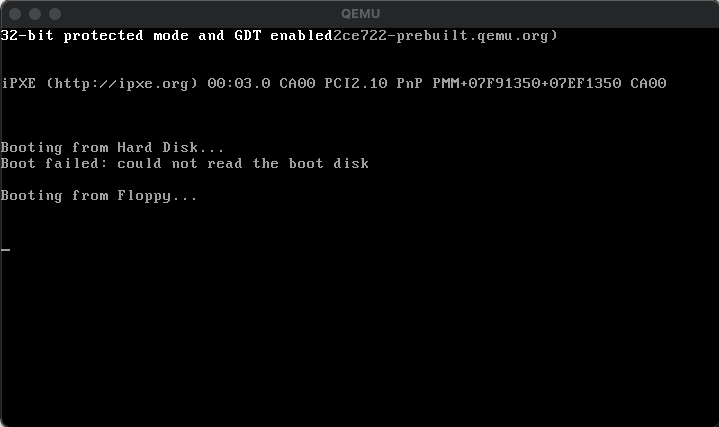 QEMU
32-bit protected mode and GDT enabled2ce722-prebuilt.qemu.org)
iPXE (http://ipxe.org) 00:03.0 CA00 PCI2.10 PnP PMM+07F91350+07EF1350 CA00
Booting from Hard Disk...
Boot failed: could not read the boot disk
Booting from Floppy...
_